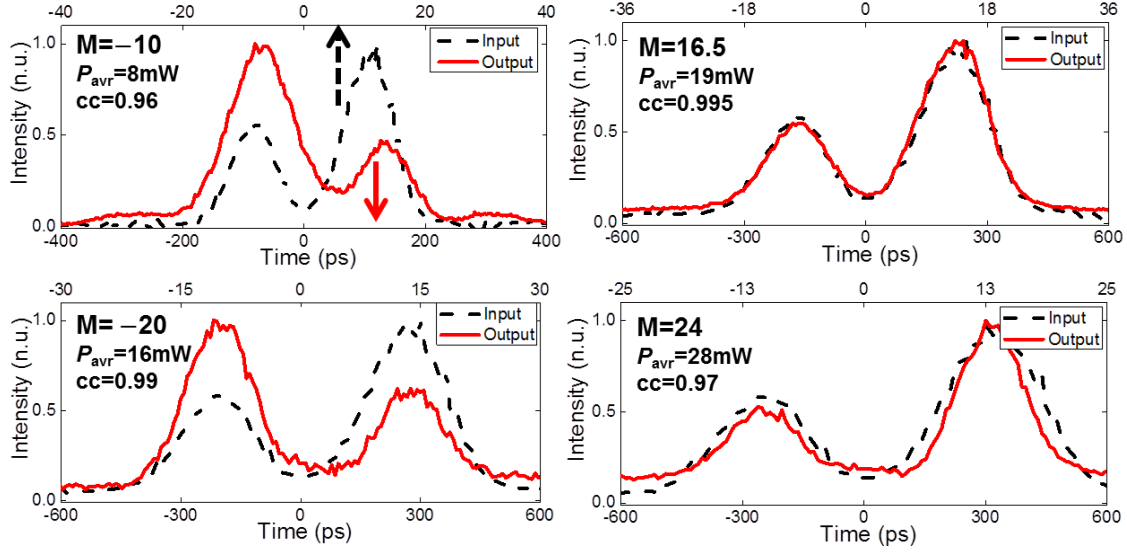 -40 -20 0 20 40
M=−10
P_avr=8mW
cc=0.96
Input
Output
Intensity (n.u.)
1.0
0.5
0.0
-400 -200 0 200 400
Time (ps)
-36 -18 0 18 36
M=16.5
P_avr=19mW
cc=0.995
Input
Output
Intensity (n.u.)
1.0
0.5
0.0
-600 -300 0 300 600
Time (ps)
-30 -15 0 15 30
M= −20
P_avr=16mW
cc=0.99
Input
Output
Intensity (n.u.)
1.0
0.5
0.0
-600 -300 0 300 600
Time (ps)
-25 -13 0 13 25
M=24
P_avr=28mW
cc=0.97
Input
Output
Intensity (n.u.)
1.0
0.5
0.0
-600 -300 0 300 600
Time (ps)